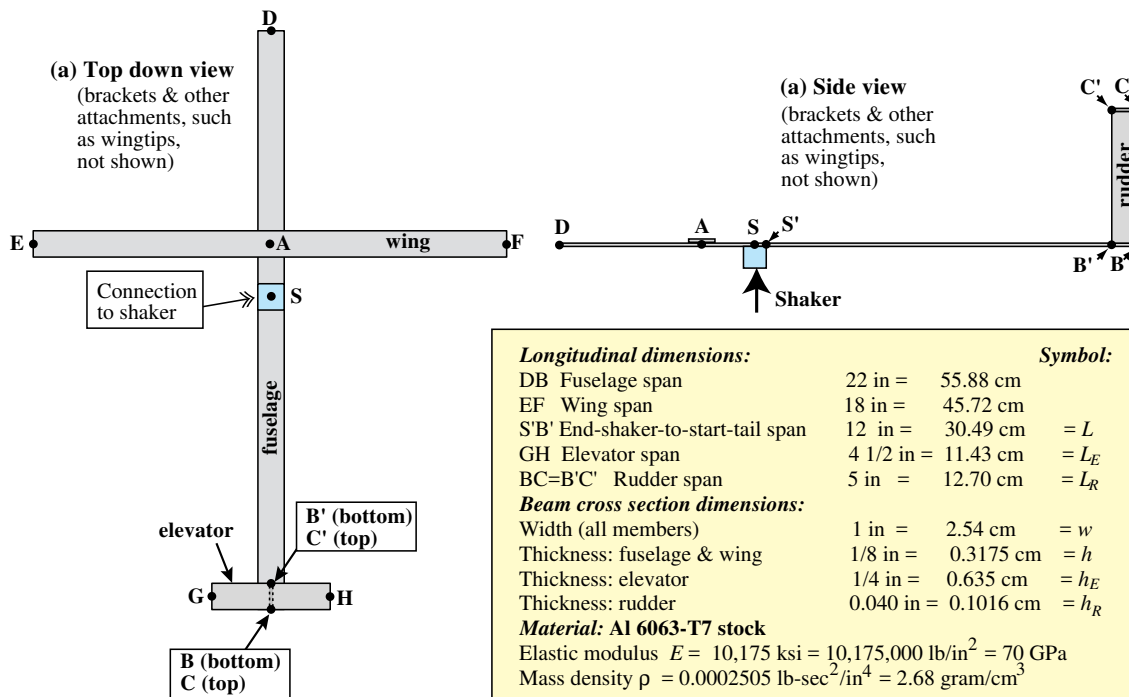 D
(a) Top down view
(brackets & other
attachments, such
as wingtips,
not shown)
E
A
wing
F
Connection
to shaker
S
fuselage
elevator
B' (bottom)
C' (top)
G
H
B (bottom)
C (top)
(a) Side view
(brackets & other
attachments, such
as wingtips,
not shown)
C'
C
rudder
D
A
S
S'
B'
B
Shaker
Longitudinal dimensions: Symbol:
DB Fuselage span 22 in = 55.88 cm
EF Wing span 18 in = 45.72 cm
S'B' End-shaker-to-start-tail span 12 in = 30.49 cm = L
GH Elevator span 4 1/2 in = 11.43 cm = L_E
BC=B'C' Rudder span 5 in = 12.70 cm = L_R
Beam cross section dimensions:
Width (all members) 1 in = 2.54 cm = w
Thickness: fuselage & wing 1/8 in = 0.3175 cm = h
Thickness: elevator 1/4 in = 0.635 cm = h_E
Thickness: rudder 0.040 in = 0.1016 cm = h_R
Material: Al 6063-T7 stock
Elastic modulus E = 10,175 ksi = 10,175,000 lb/in² = 70 GPa
Mass density ρ = 0.0002505 lb-sec²/in⁴ = 2.68 gram/cm³